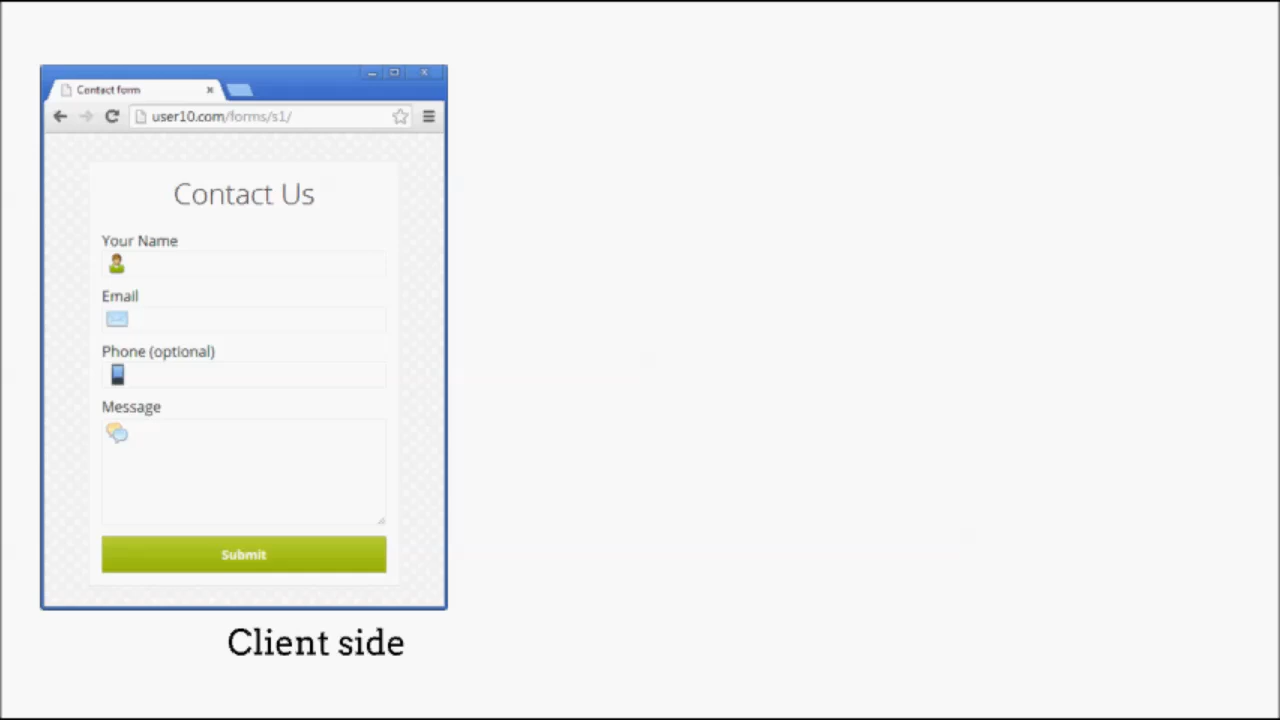 Contact form
user10.com/forms/s1/
Contact Us
Your Name
Email
Phone (optional)
Message
Submit
Client side